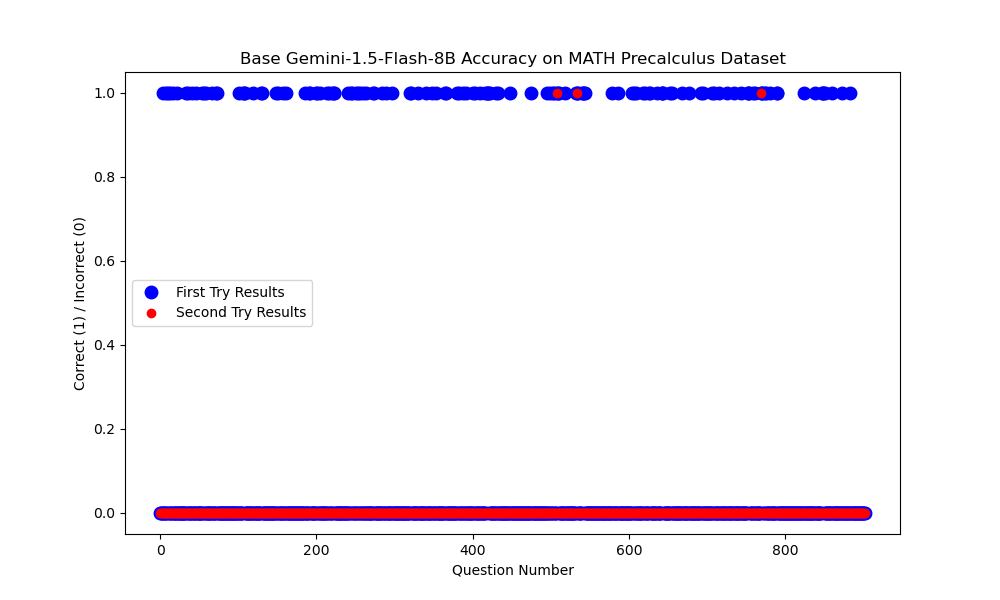 Base Gemini-1.5-Flash-8B Accuracy on MATH Precalculus Dataset
Correct (1) / Incorrect (0)
1.0
0.8
0.6
0.4
0.2
0.0
First Try Results
Second Try Results
0 200 400 600 800
Question Number